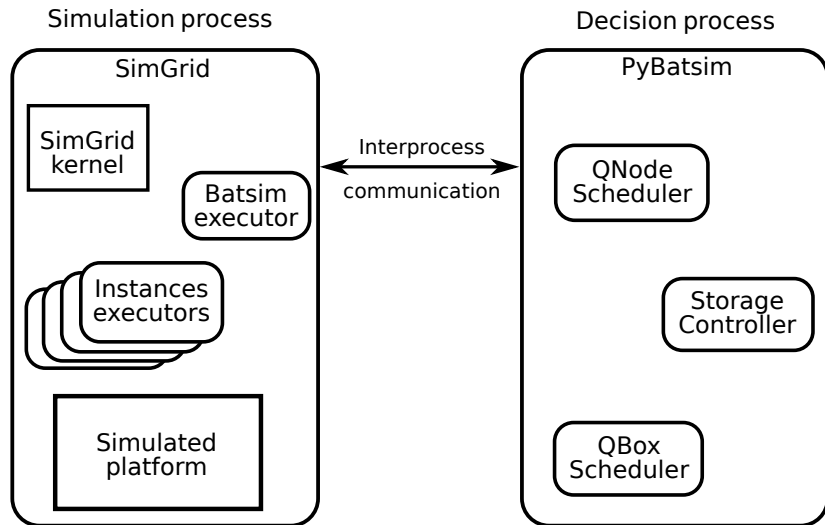 Simulation process
SimGrid
SimGrid
kernel
Batsim
executor
Instances
executors
Simulated
platform
Interprocess
communication
Decision process
PyBatsim
QNode
Scheduler
Storage
Controller
QBox
Scheduler